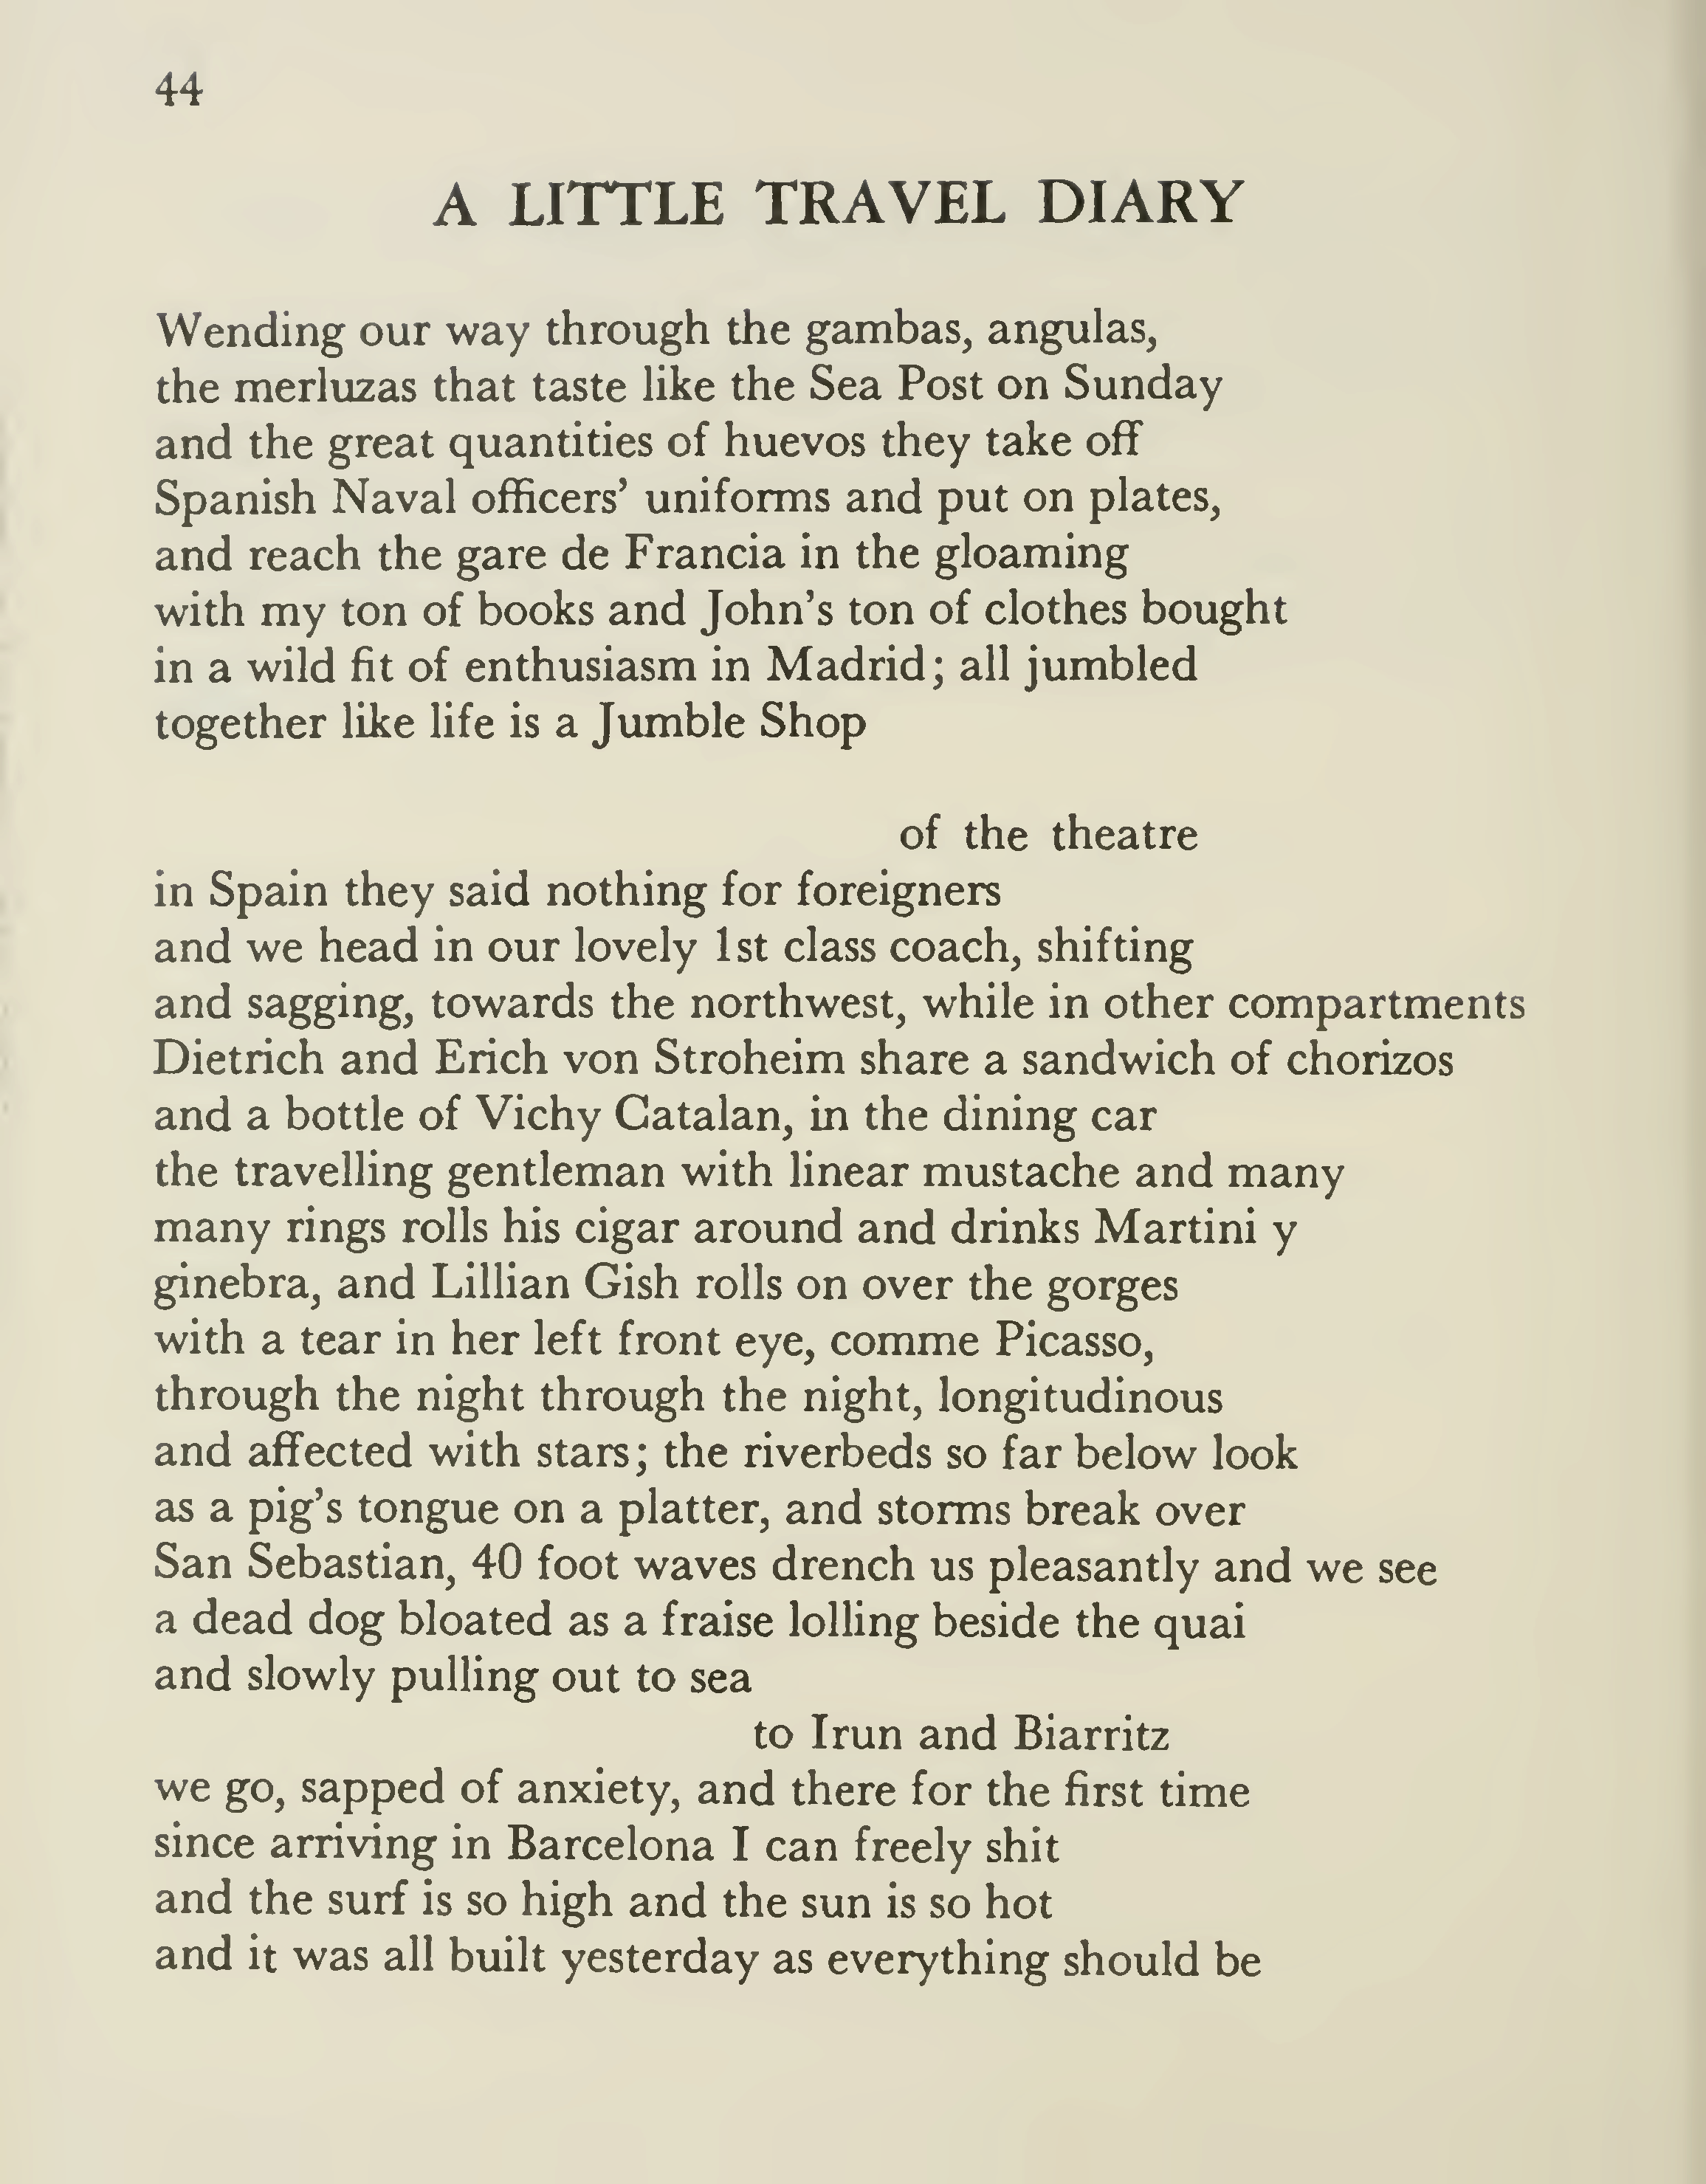 44
A LITTLE TRAVEL DIARY
Wending our way through the gambas, angulas,
the merluzas that taste like the Sea Post on Sunday
and the great quantities of huevos they take off
Spanish Naval officers’ uniforms and put on plates,
and reach the gare de Francia in the gloaming
with my ton of books and John’s ton of clothes bought
in a wild fit of enthusiasm in Madrid; all jumbled
together like life is a Jumble Shop
of the theatre
in Spain they said nothing for foreigners
and we head in our lovely 1st class coach, shifting
and sagging, towards the northwest, while in other compartments
Dietrich and Erich von Stroheim share a sandwich of chorizos
and a bottle of Vichy Catalan, in the dining car
the travelling gentleman with linear mustache and many
many rings rolls his cigar around and drinks Martini y
ginebra, and Lillian Gish rolls on over the gorges
with a tear in her left front eye, comme Picasso,
through the night through the night, longitudinous
and affected with stars; the riverbeds so far below look
as a pig’s tongue on a platter, and storms break over
San Sebastian, 40 foot waves drench us pleasantly and we see
a dead dog bloated as a fraise lolling beside the quai
and slowly pulling out to sea
to Irun and Biarritz
we go, sapped of anxiety, and there for the first time
since arriving in Barcelona I can freely shit
and the surf is so high and the sun is so hot
and it was all built yesterday as everything should be